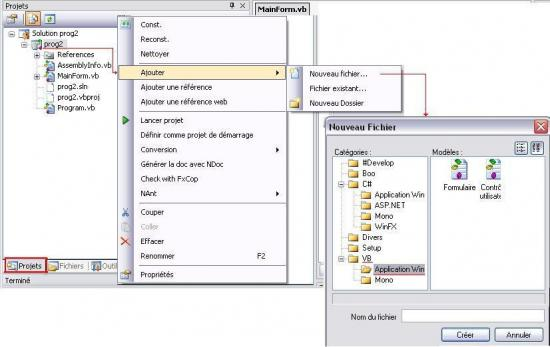 Projets
MainForm.vb
Solution prog2
prog2
References
AssemblyInfo.vb
MainForm.vb
prog2.sln
prog2.vbproj
Program.vb
Projets
Fichiers
Outil
Terminé
Const.
Reconst.
Nettoyer
Ajouter
Ajouter une référence
Ajouter une référence web
Lancer projet
Définir comme projet de démarrage
Conversion
Générer la doc avec NDoc
Check with FxCop
NAnt
Couper
Coller
Effacer
Renommer F2
Propriétés
Nouveau fichier...
Fichier existant...
Nouveau Dossier
Nouveau Fichier
Catégories :
Modèles :
#Develop
Boo
C#
Application Win
ASP.NET
Mono
WinFX
Divers
Setup
VB
Application Win
Mono
Formulaire
Contrô
utilisate
Nom du fichier
Créer
Annuler